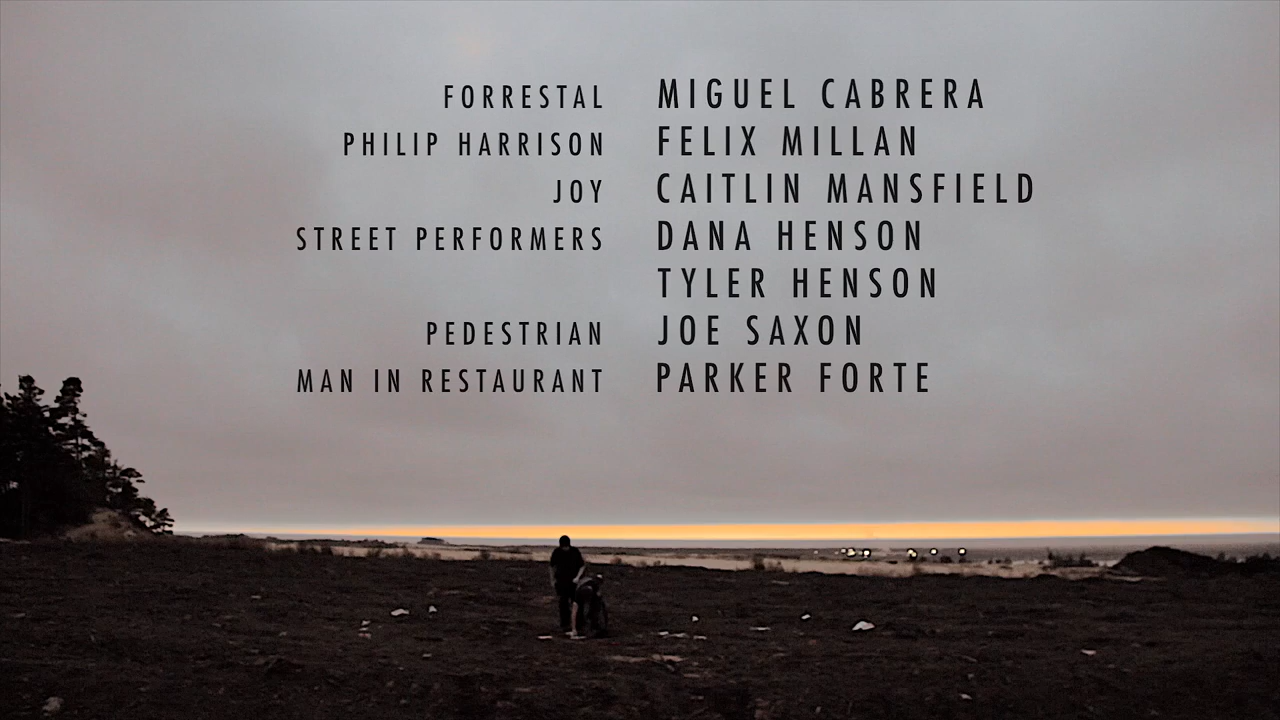 FORRESTAL MIGUEL CABRERA
PHILIP HARRISON FELIX MILLAN
JOY CAITLIN MANSFIELD
STREET PERFORMERS DANA HENSON
TYLER HENSON
PEDESTRIAN JOE SAXON
MAN IN RESTAURANT PARKER FORTE